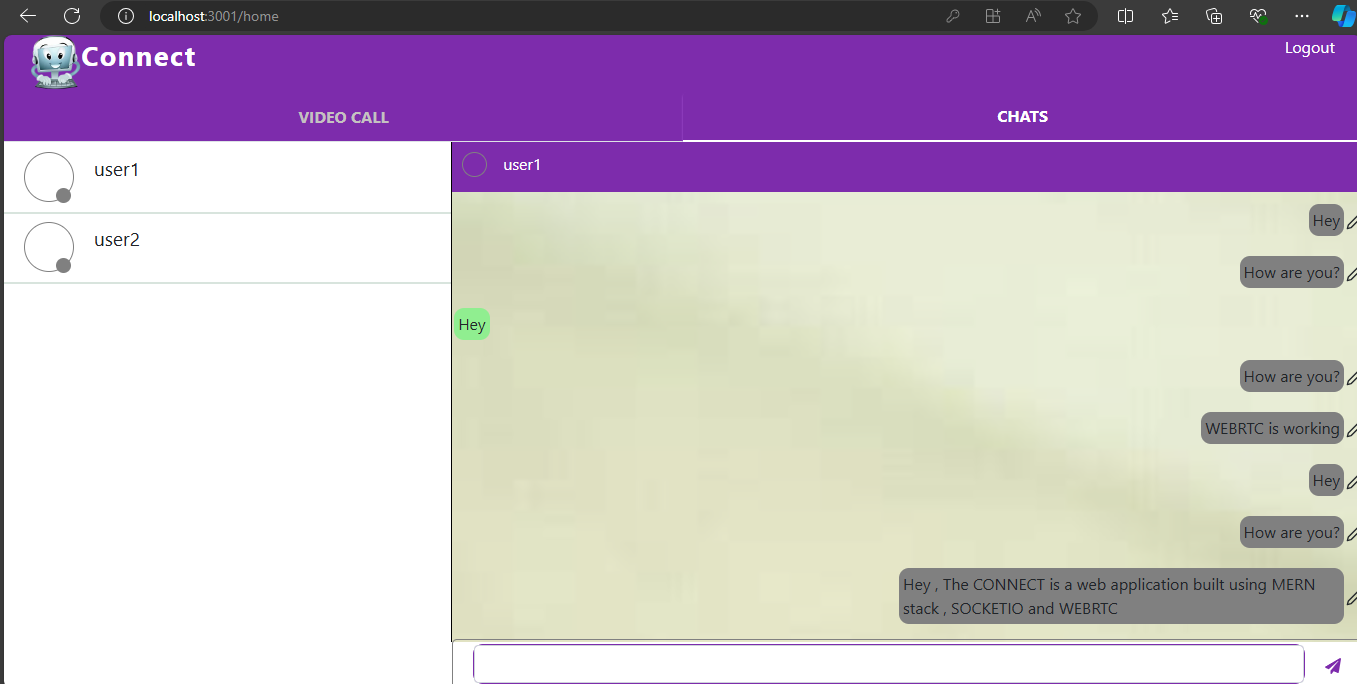 localhost:3001/home
Connect
Logout
VIDEO CALL
CHATS
user1
user2
user1
Hey
How are you?
Hey
How are you?
WEBRTC is working
Hey
How are you?
Hey , The CONNECT is a web application built using MERN
stack , SOCKETIO and WEBRTC